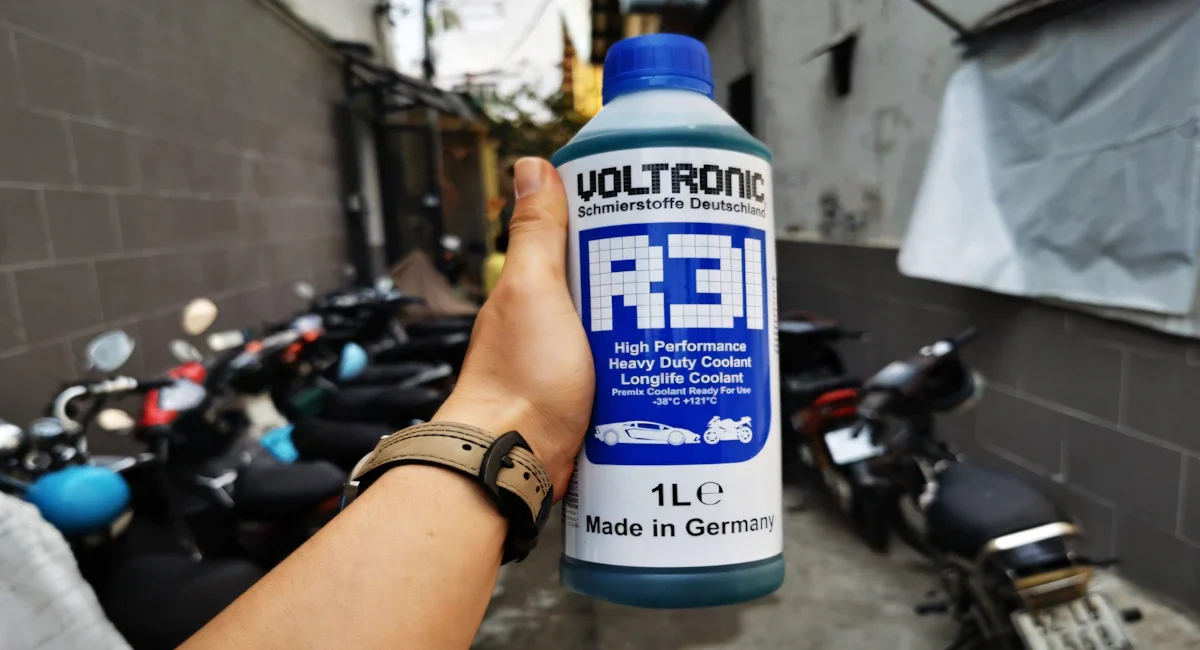 VOLTRONIC
Schmierstoffe Deutschland
R31
High Performance
Heavy Duty Coolant
Longlife Coolant
Premix Coolant Ready For Use
-38°C +121°C
1L℮
Made in Germany